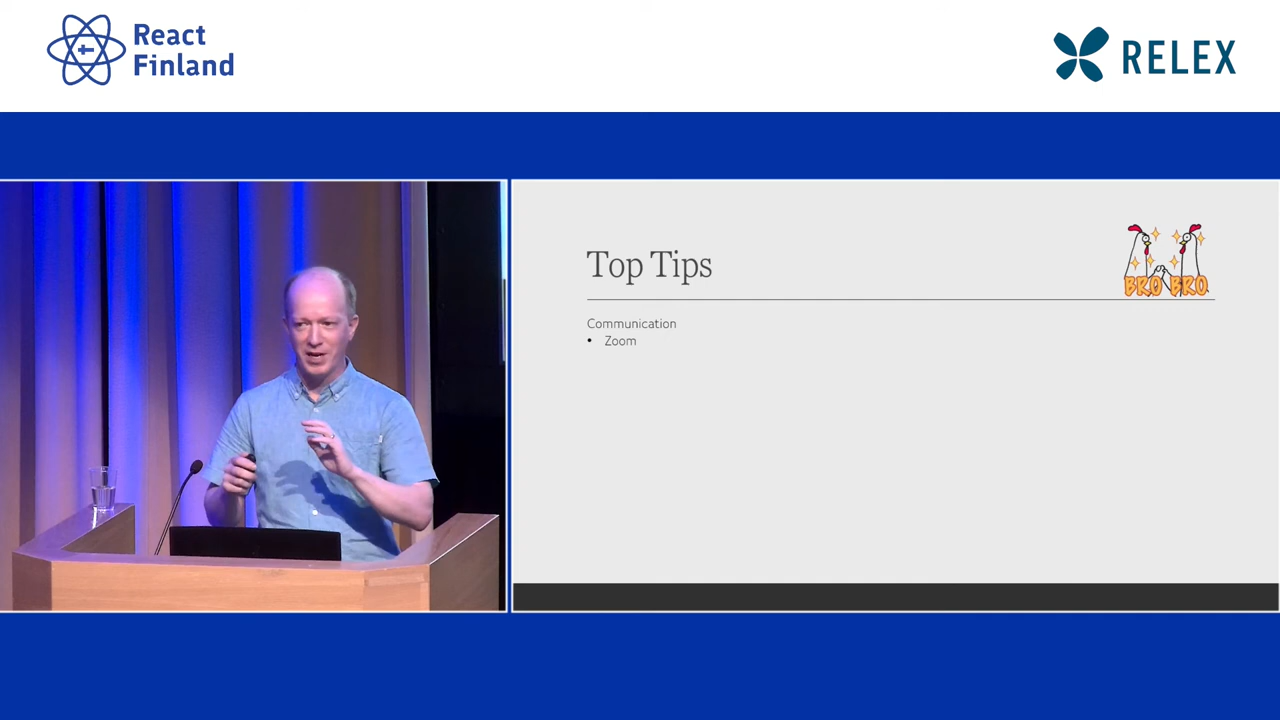 React
Finland
RELEX
Top Tips
BRO BRO
Communication
• Zoom